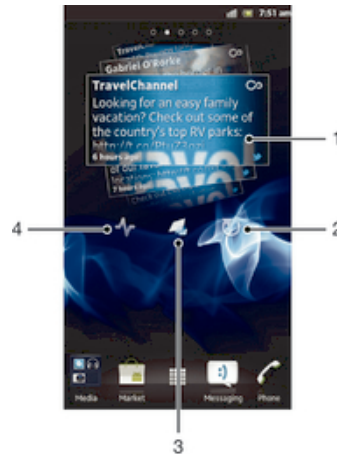 7:51 am
Travel
Gabriel O'Rorke
TravelChannel
Looking for an easy family
vacation? Check out some
of the country's top RV parks:
6 hours ago
1
4
2
Media
Market
Messaging
Phone
3